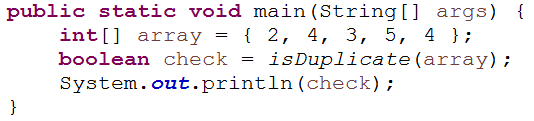 public static void main(String[] args) {
    int[] array = { 2, 4, 3, 5, 4 };
    boolean check = isDuplicate(array);
    System.out.println(check);
}